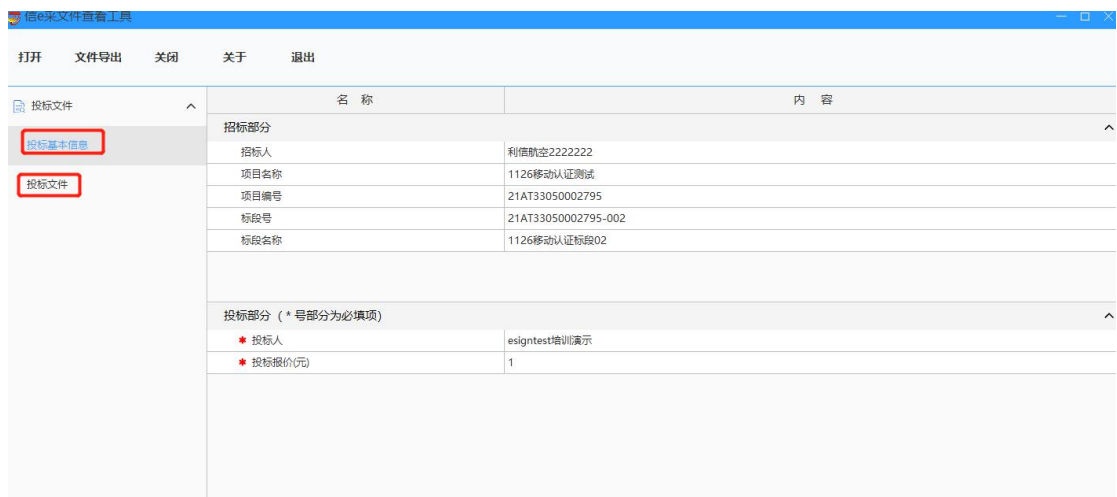 信e采文件查看工具
打开 文件导出 关闭 关于 退出
投标文件
投标基本信息
投标文件
名 称 内 容
招标部分
招标人 利信航空2222222
项目名称 1126移动认证测试
项目编号 21AT33050002795
标段号 21AT33050002795-002
标段名称 1126移动认证标段02
投标部分 (*号部分为必填项)
* 投标人 esigntest培训演示
* 投标报价(元) 1